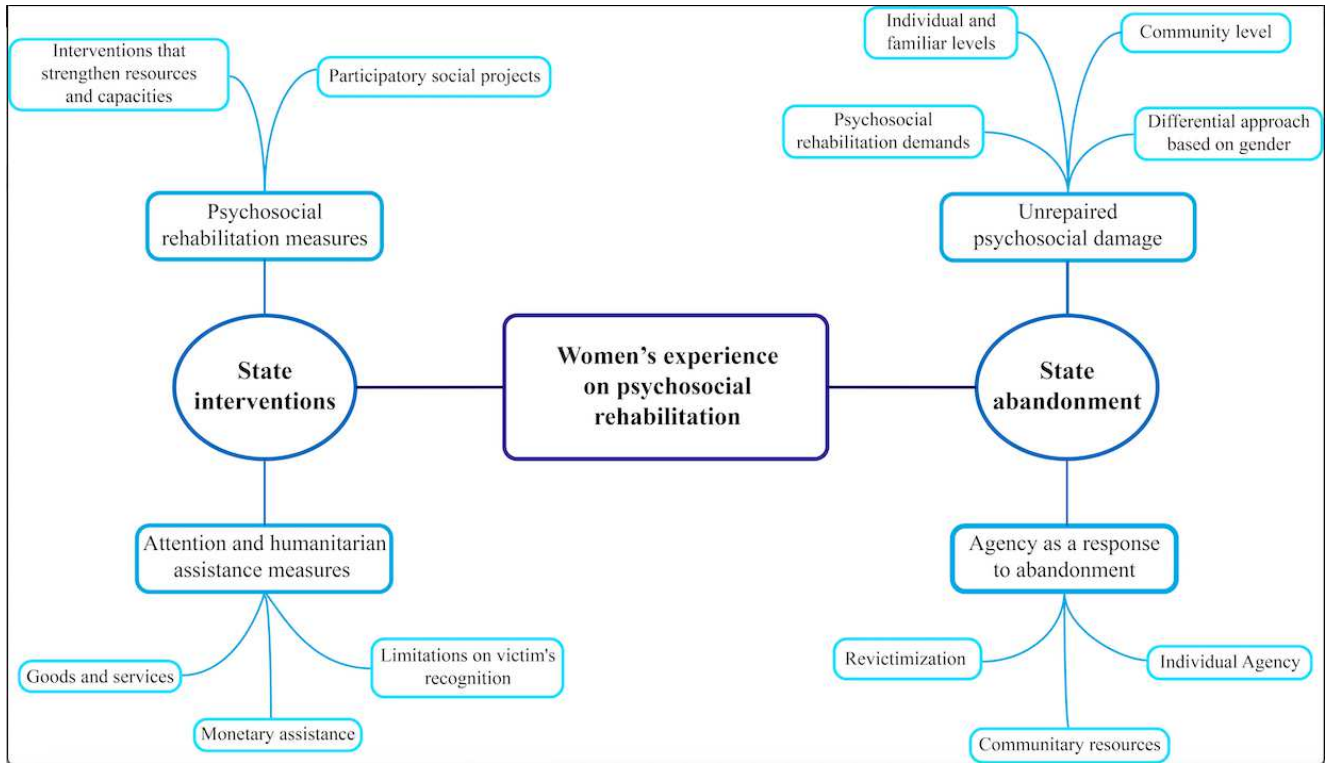 Interventions that
strengthen resources
and capacities
Participatory social projects
Psychosocial
rehabilitation measures
State
interventions
Attention and humanitarian
assistance measures
Goods and services
Monetary assistance
Limitations on victim's
recognition
Women’s experience
on psychosocial
rehabilitation
Individual and
familiar levels
Community level
Psychosocial
rehabilitation demands
Differential approach
based on gender
Unrepaired
psychosocial damage
State
abandonment
Agency as a response
to abandonment
Revictimization
Communitary resources
Individual Agency